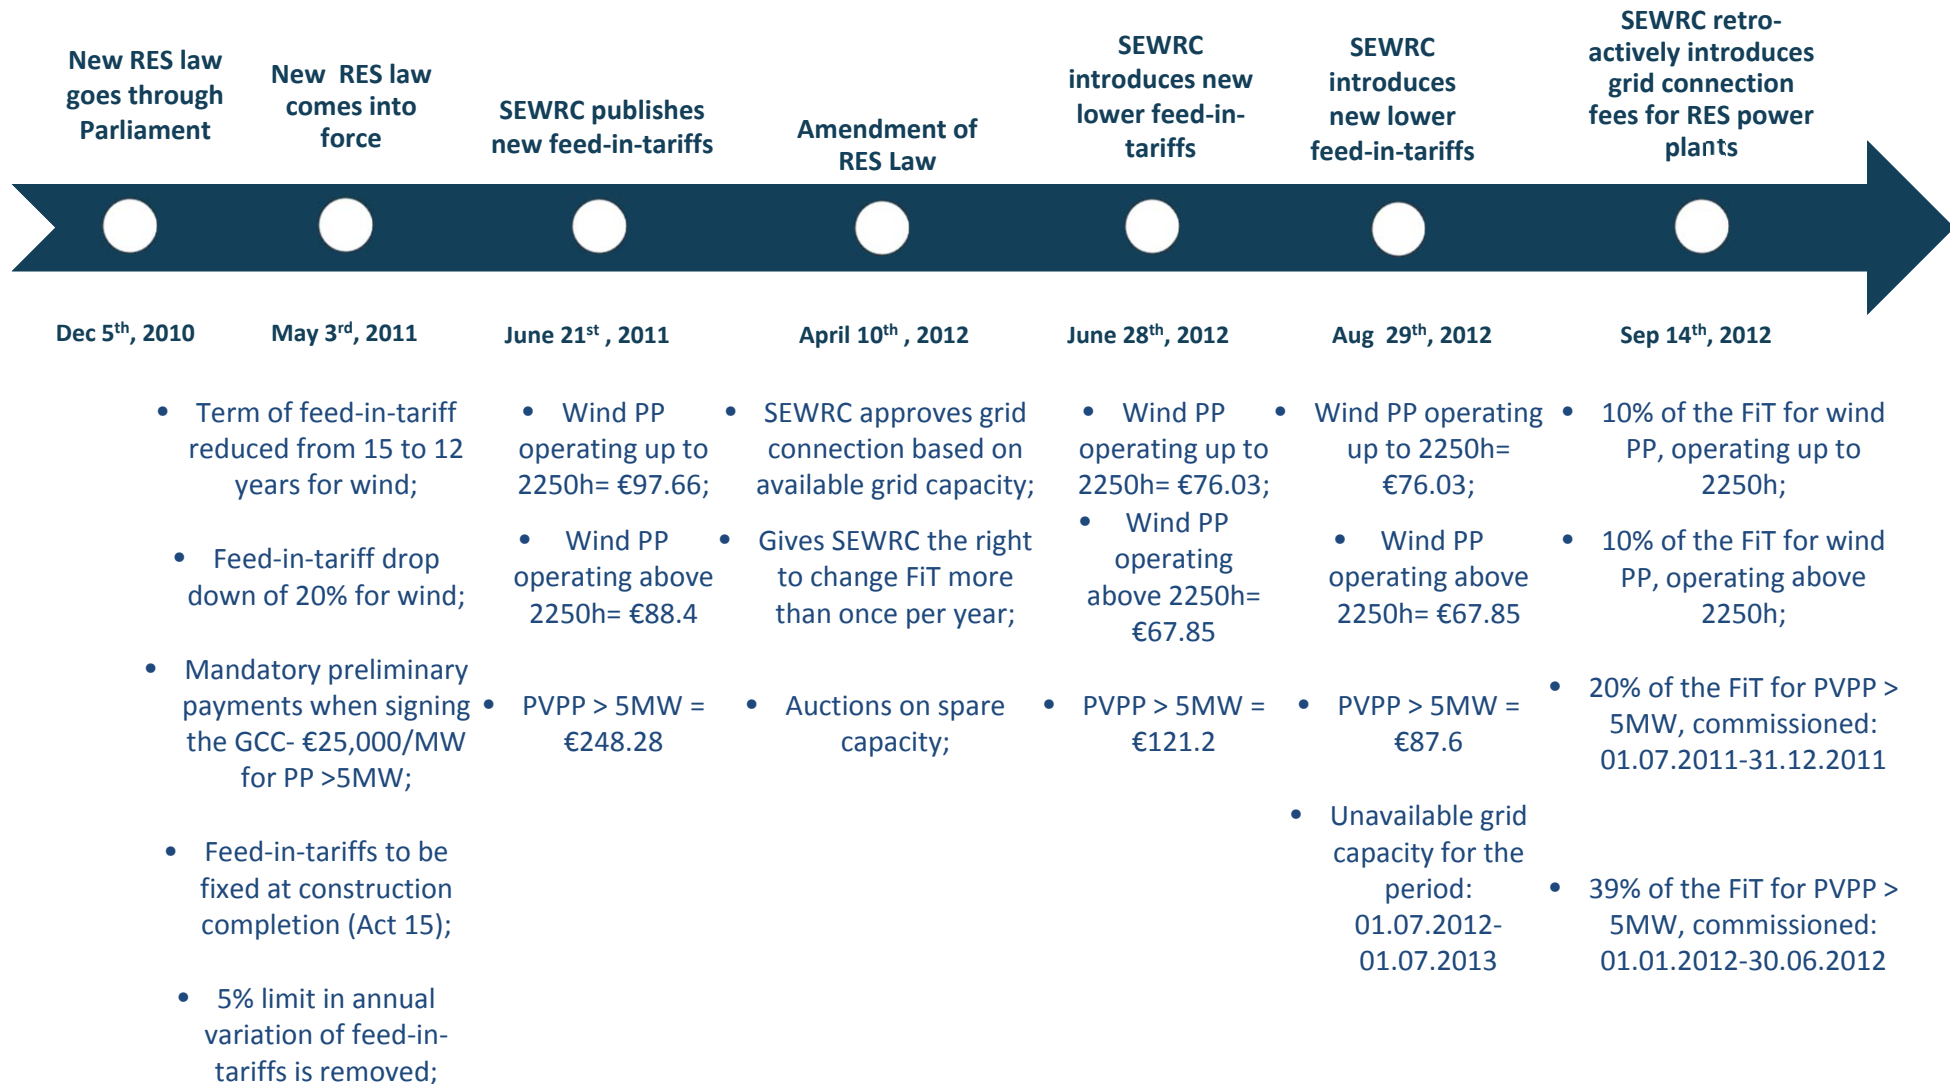 New RES law
goes through
Parliament
New RES law
comes into
force
SEWRC publishes
new feed-in-tariffs
Amendment of
RES Law
SEWRC
introduces new
lower feed-in-
tariffs
SEWRC
introduces
new lower
feed-in-tariffs
SEWRC retro-
actively introduces
grid connection
fees for RES power
plants
Dec 5th, 2010
May 3rd, 2011
June 21st , 2011
April 10th , 2012
June 28th, 2012
Aug 29th, 2012
Sep 14th, 2012
• Term of feed-in-tariff
reduced from 15 to 12
years for wind;
• Feed-in-tariff drop
down of 20% for wind;
• Mandatory preliminary
payments when signing
the GCC- €25,000/MW
for PP >5MW;
• Feed-in-tariffs to be
fixed at construction
completion (Act 15);
• 5% limit in annual
variation of feed-in-
tariffs is removed;
• Wind PP
operating up to
2250h= €97.66;
• Wind PP
operating above
2250h= €88.4
• PVPP > 5MW =
€248.28
• SEWRC approves grid
connection based on
available grid capacity;
• Gives SEWRC the right
to change FiT more
than once per year;
• Auctions on spare
capacity;
• Wind PP
operating up to
2250h= €76.03;
• Wind PP
operating
above 2250h=
€67.85
• PVPP > 5MW =
€121.2
• Wind PP operating
up to 2250h=
€76.03;
• Wind PP
operating above
2250h= €67.85
• PVPP > 5MW =
€87.6
• Unavailable grid
capacity for the
period:
01.07.2012-
01.07.2013
• 10% of the FiT for wind
PP, operating up to
2250h;
• 10% of the FiT for wind
PP, operating above
2250h;
• 20% of the FiT for PVPP >
5MW, commissioned:
01.07.2011-31.12.2011
• 39% of the FiT for PVPP >
5MW, commissioned:
01.01.2012-30.06.2012